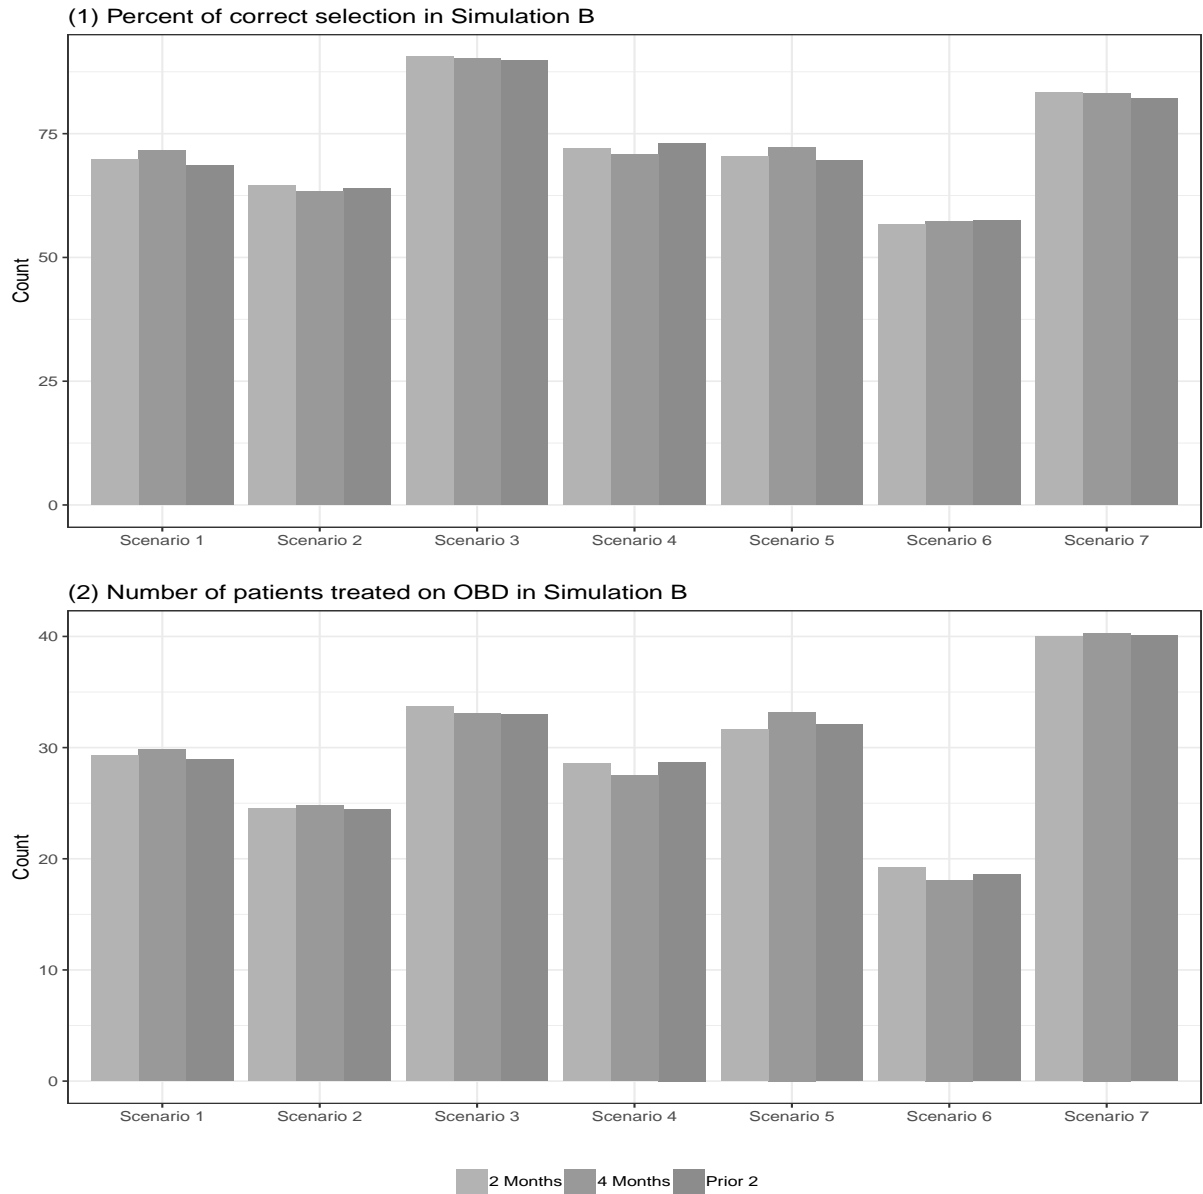 (1) Percent of correct selection in Simulation B
Count
75
50
25
0
Scenario 1 Scenario 2 Scenario 3 Scenario 4 Scenario 5 Scenario 6 Scenario 7
(2) Number of patients treated on OBD in Simulation B
Count
40
30
20
10
0
Scenario 1 Scenario 2 Scenario 3 Scenario 4 Scenario 5 Scenario 6 Scenario 7
2 Months 4 Months Prior 2